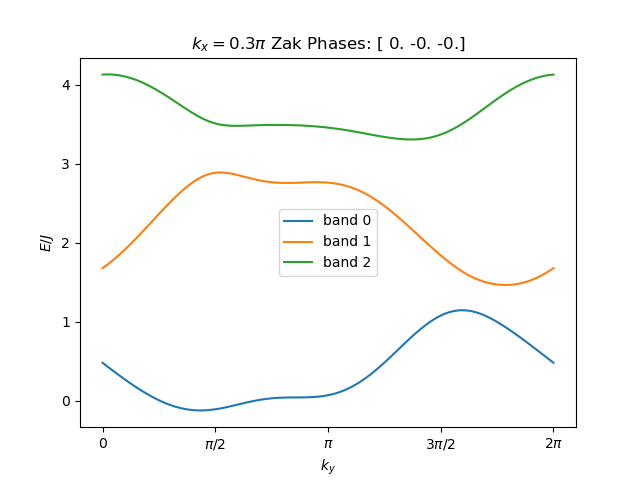 $k_x = 0.3\pi$ Zak Phases: [ 0. -0. -0.]
E/J
4
3
2
1
0
band 0
band 1
band 2
0
π/2
π
3π/2
2π
$k_y$